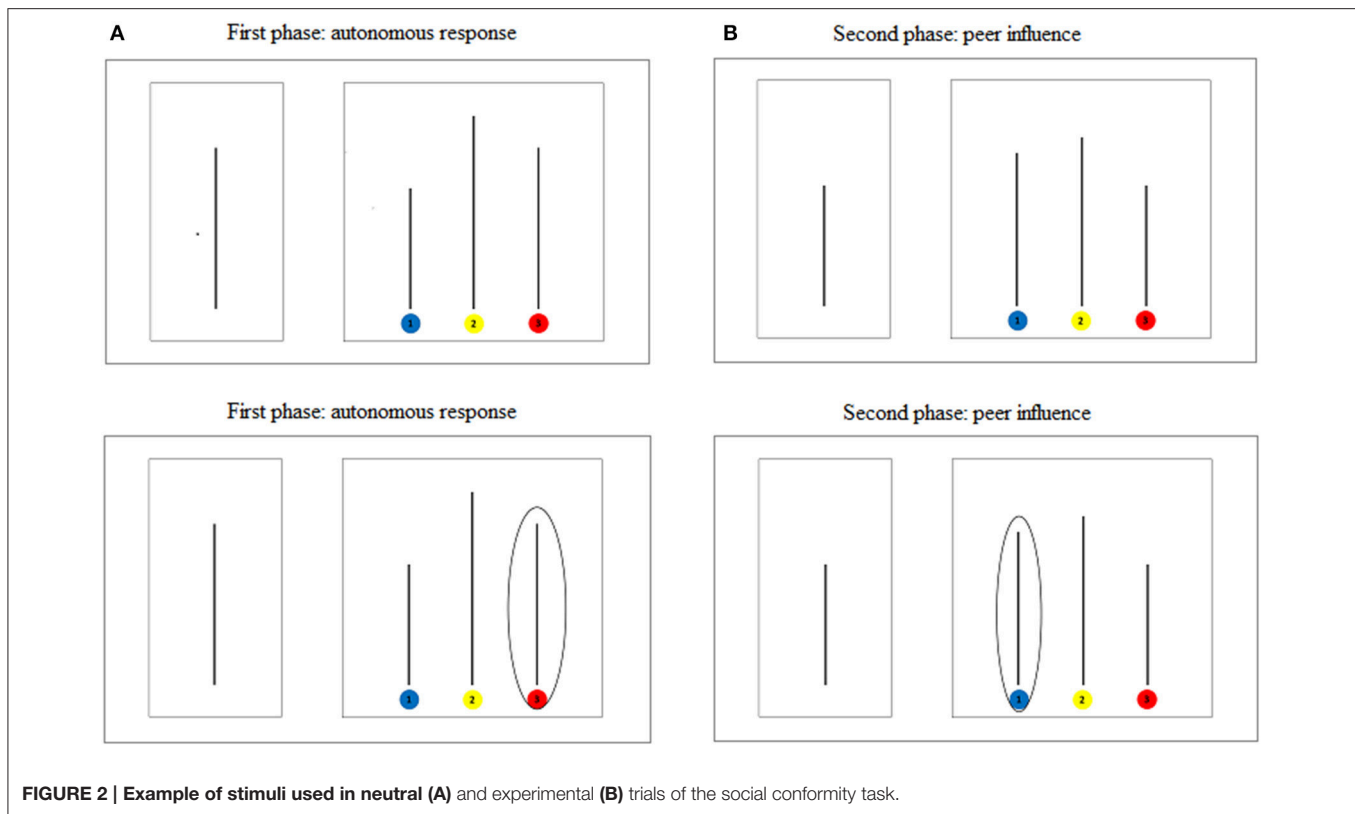 A First phase: autonomous response
B Second phase: peer influence
1 2 3
1 2 3
First phase: autonomous response
Second phase: peer influence
1 2 3
1 2 3
FIGURE 2 | Example of stimuli used in neutral (A) and experimental (B) trials of the social conformity task.